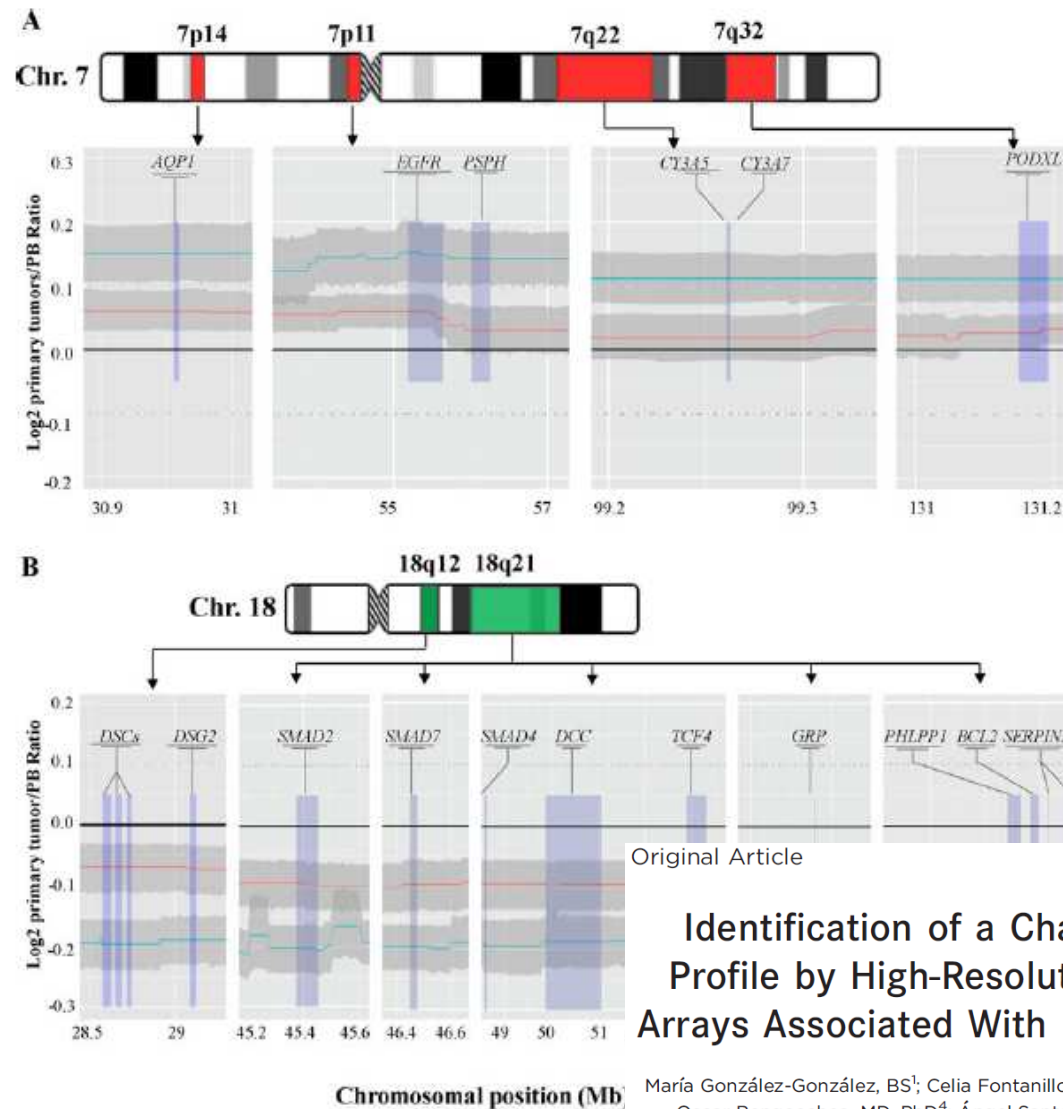 A
7p14 7p11 7q22 7q32
Chr. 7
Log2 primary tumors/PB Ratio
0.3
0.2
0.1
0.0
-0.1
-0.2
AQP1 EGFR PSPH CY3A5 CY3A7 PODXL
30.9 31 55 57 99.2 99.3 131 131.2
B
18q12 18q21
Chr. 18
Log2 primary tumor/PB Ratio
0.2
0.1
0.0
-0.1
-0.2
-0.3
DSCs DSG2 SMAD2 SMAD7 SMAD4 DCC TCF4 GRP PHLPP1 BCL2 SERPIN
28.5 29 45.2 45.4 45.6 46.4 46.6 49 50 51
Chromosomal position (Mb)
Original Article
Identification of a Cha
Profile by High-Resolut
Arrays Associated With
María González-González, BS1; Celia Fontanillo